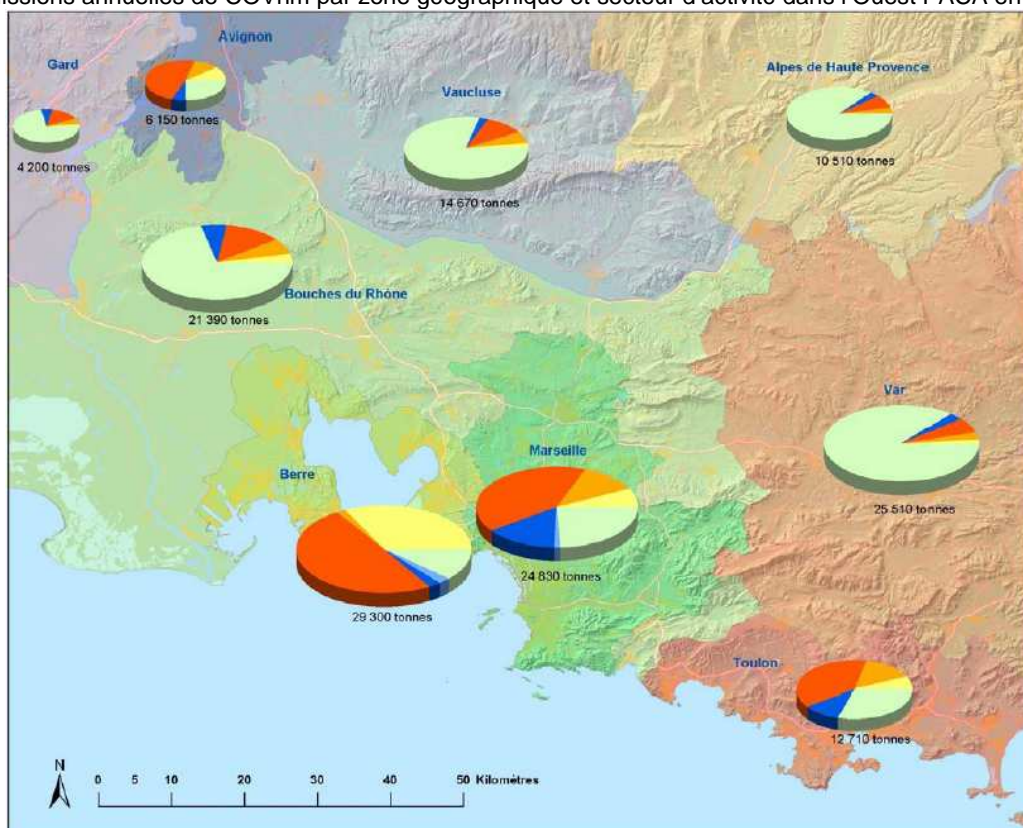 issions annuelles de COVnm par zone géographique et secteur d'activité dans l'Ouest PACA en
Avignon
Gard
Vaucluse
Alpes de Haute Provence
6 150 tonnes
4 200 tonnes
14 670 tonnes
10 510 tonnes
Bouches du Rhône
21 390 tonnes
Var
Marseille
Berre
25 510 tonnes
24 830 tonnes
29 300 tonnes
Toulon
12 710 tonnes
N
0 5 10 20 30 40 50 Kilomètres